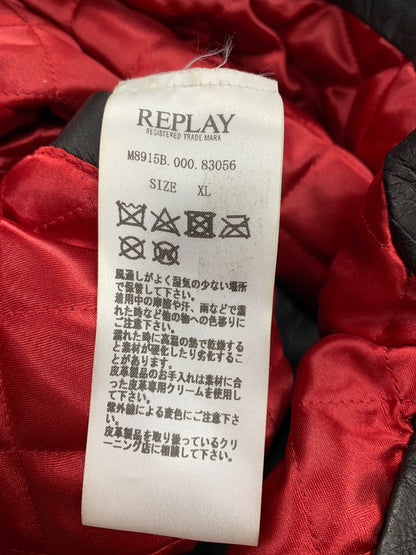 REPLAY
REGISTERED TRADE MARK
M8915B.000.83056
SIZE XL
風通しがよく湿気の少ない場所
で保管して下さい。
着用中の摩擦や汗、雨などで濡
れた時など他の物への色移りに
ご注意下さい。
濡れた時に高温の熱で乾燥する
と素材が硬化したり劣化するこ
とがあります。
皮革製品のお手入れは素材に合
った皮革専用クリームを使用し
て下さい。
紫外線による変色にご注意下さ
い。
皮革製品を取り扱っているクリ
ーニング店に相談して下さい。